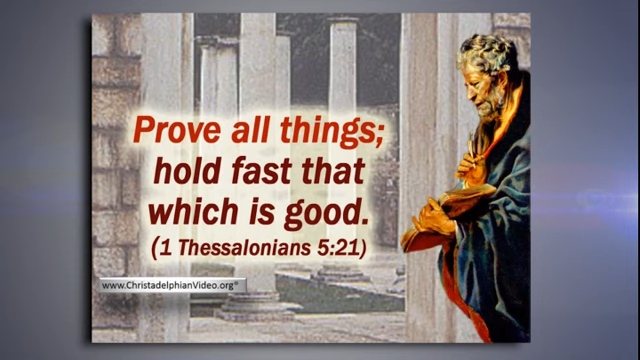 Prove all things;
hold fast that
which is good.
(1 Thessalonians 5:21)
www.ChristadelphianVideo.org®